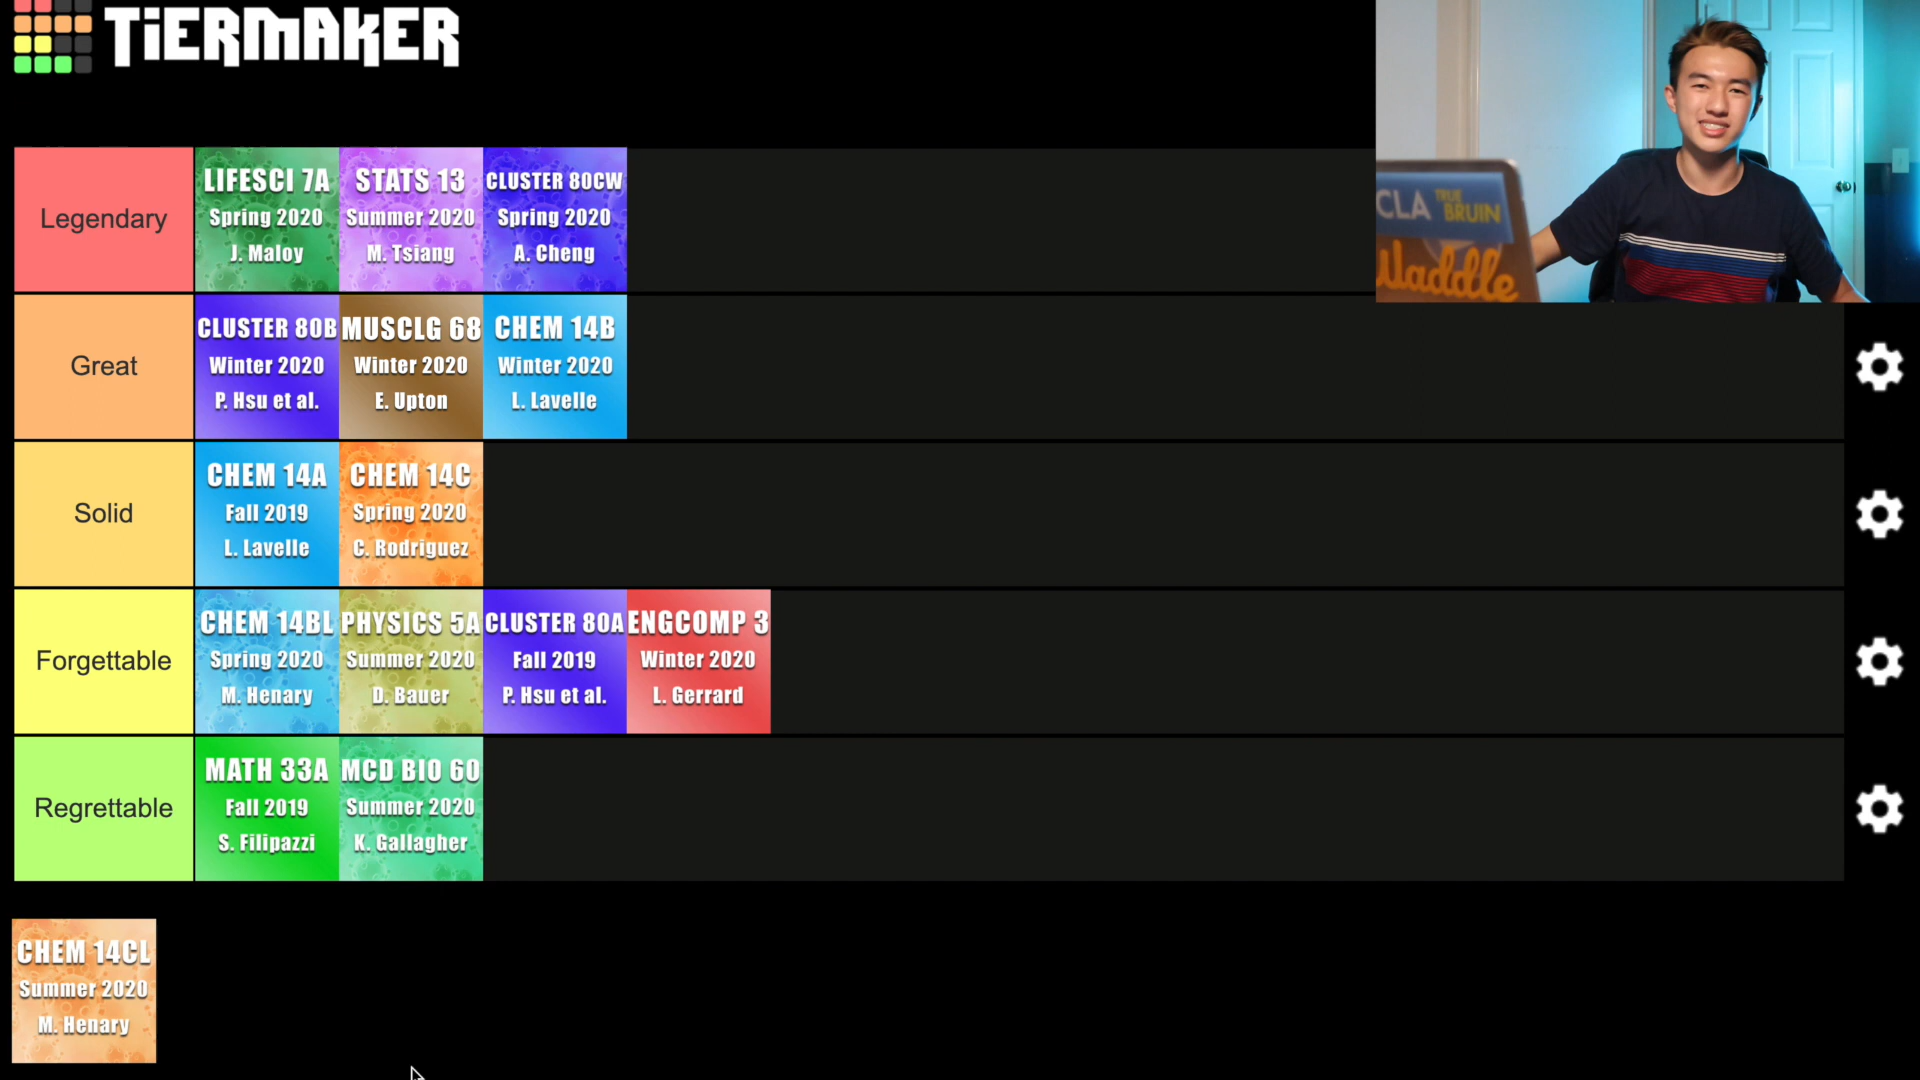 TiERMAKER
CLA TRUE BRUIN
Waddle
Legendary
LIFESCI 7A
Spring 2020
J. Maloy
STATS 13
Summer 2020
M. Tsiang
CLUSTER 80CW
Spring 2020
A. Cheng
Great
CLUSTER 80B
Winter 2020
P. Hsu et al.
MUSCLG 68
Winter 2020
E. Upton
CHEM 14B
Winter 2020
L. Lavelle
Solid
CHEM 14A
Fall 2019
L. Lavelle
CHEM 14C
Spring 2020
C. Rodriguez
Forgettable
CHEM 14BL
Spring 2020
M. Henary
PHYSICS 5A
Summer 2020
D. Bauer
CLUSTER 80A
Fall 2019
P. Hsu et al.
ENGCOMP 3
Winter 2020
L. Gerrard
Regrettable
MATH 33A
Fall 2019
S. Filipazzi
MCD BIO 60
Summer 2020
K. Gallagher
CHEM 14CL
Summer 2020
M. Henary